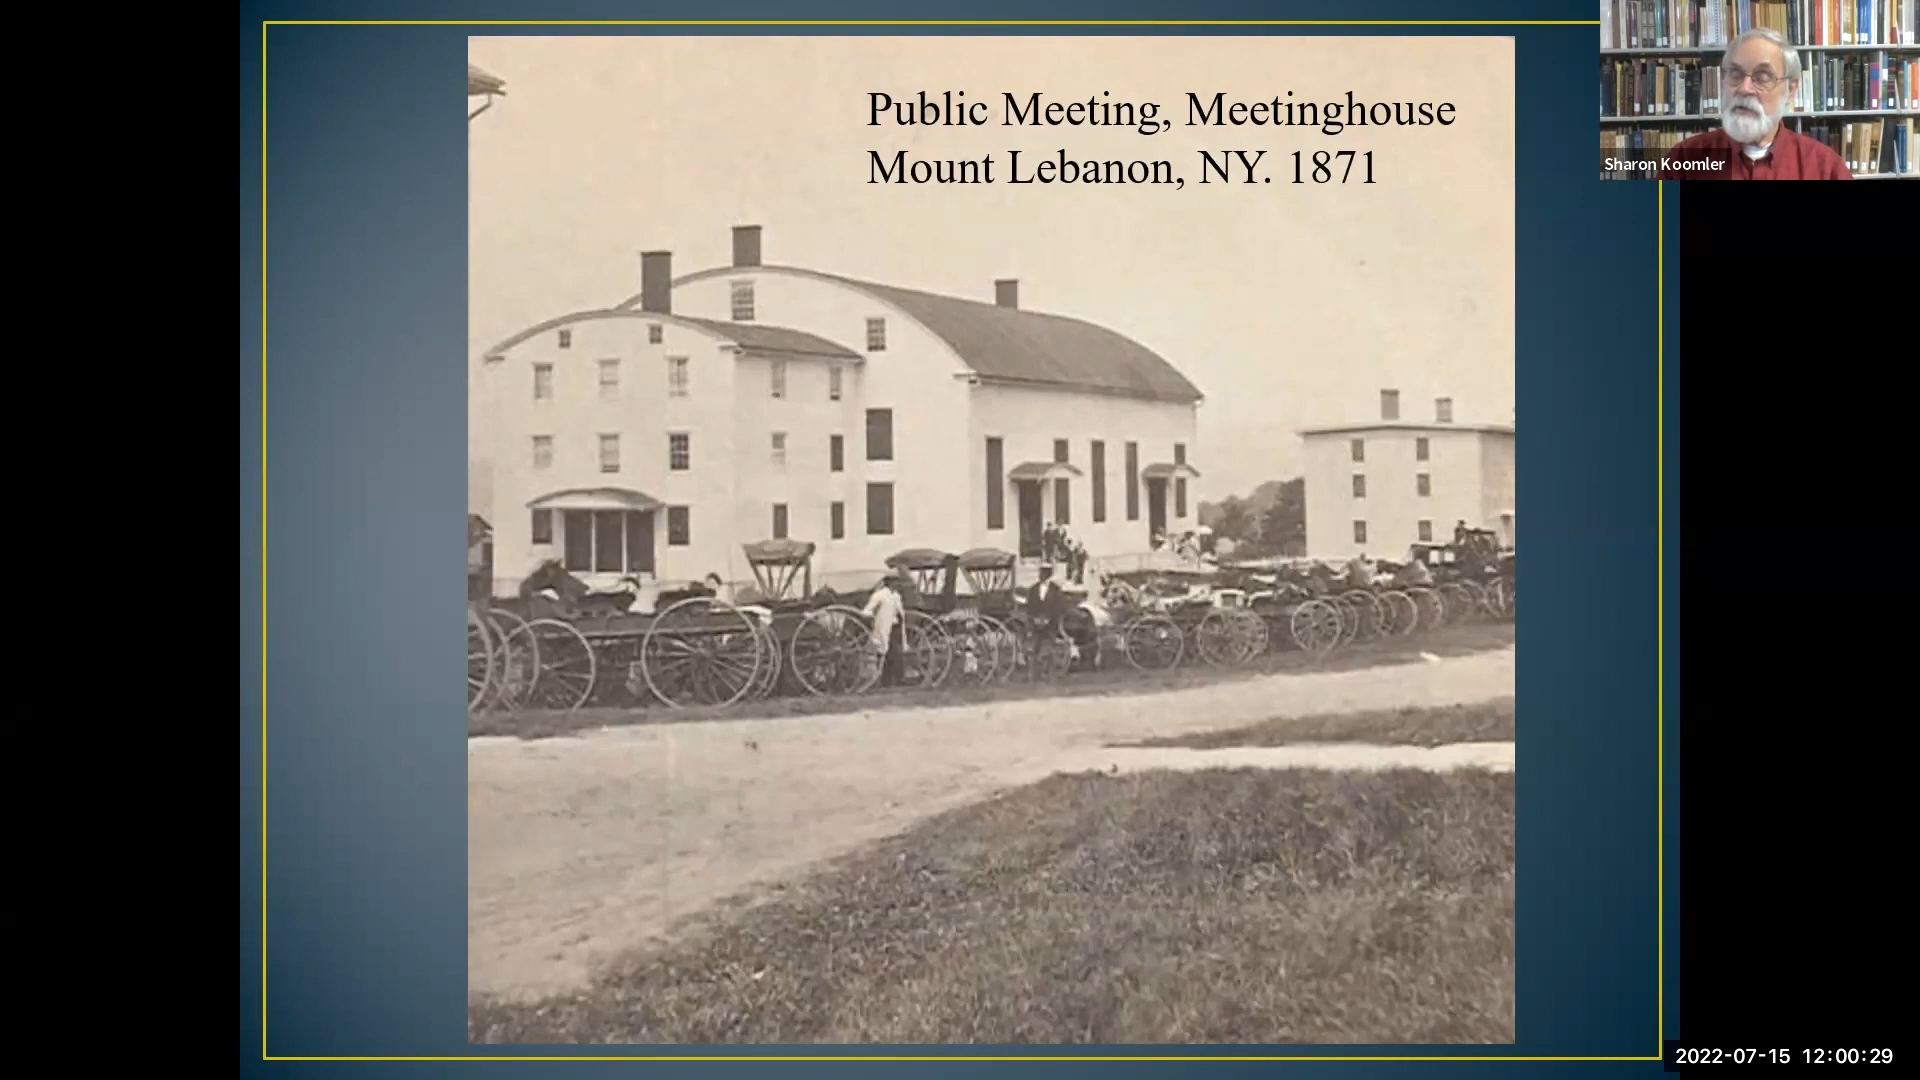 Public Meeting, Meetinghouse
Mount Lebanon, NY. 1871
Sharon Koomler
2022-07-15 12:00:29